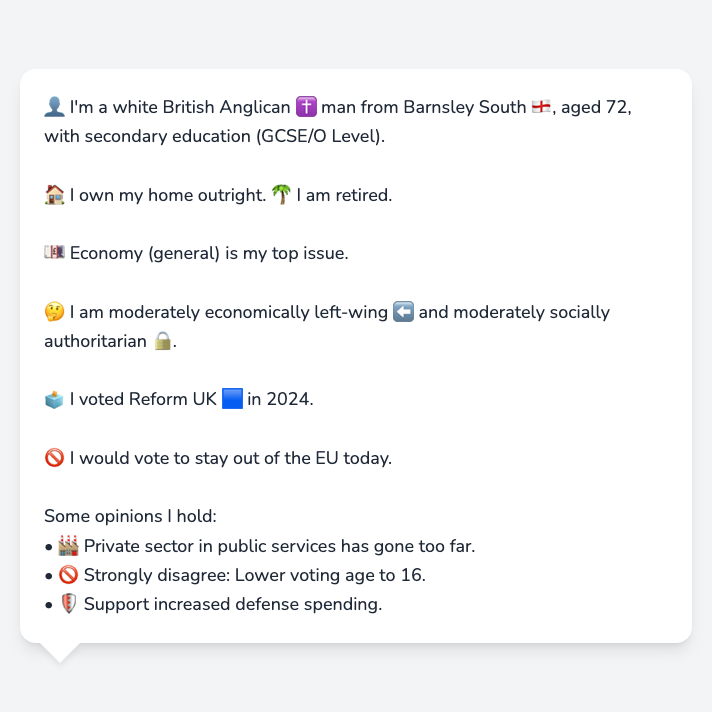 👤 I'm a white British Anglican ✝️ man from Barnsley South 🏴󠁧󠁢󠁥󠁮󠁧󠁿, aged 72,
with secondary education (GCSE/O Level).
🏠 I own my home outright. 🌴 I am retired.
💷 Economy (general) is my top issue.
🤔 I am moderately economically left-wing ⬅️ and moderately socially
authoritarian 🔒.
🗳️ I voted Reform UK 🟦 in 2024.
🚫 I would vote to stay out of the EU today.
Some opinions I hold:
• 🏭 Private sector in public services has gone too far.
• 🚫 Strongly disagree: Lower voting age to 16.
• 🛡️ Support increased defense spending.